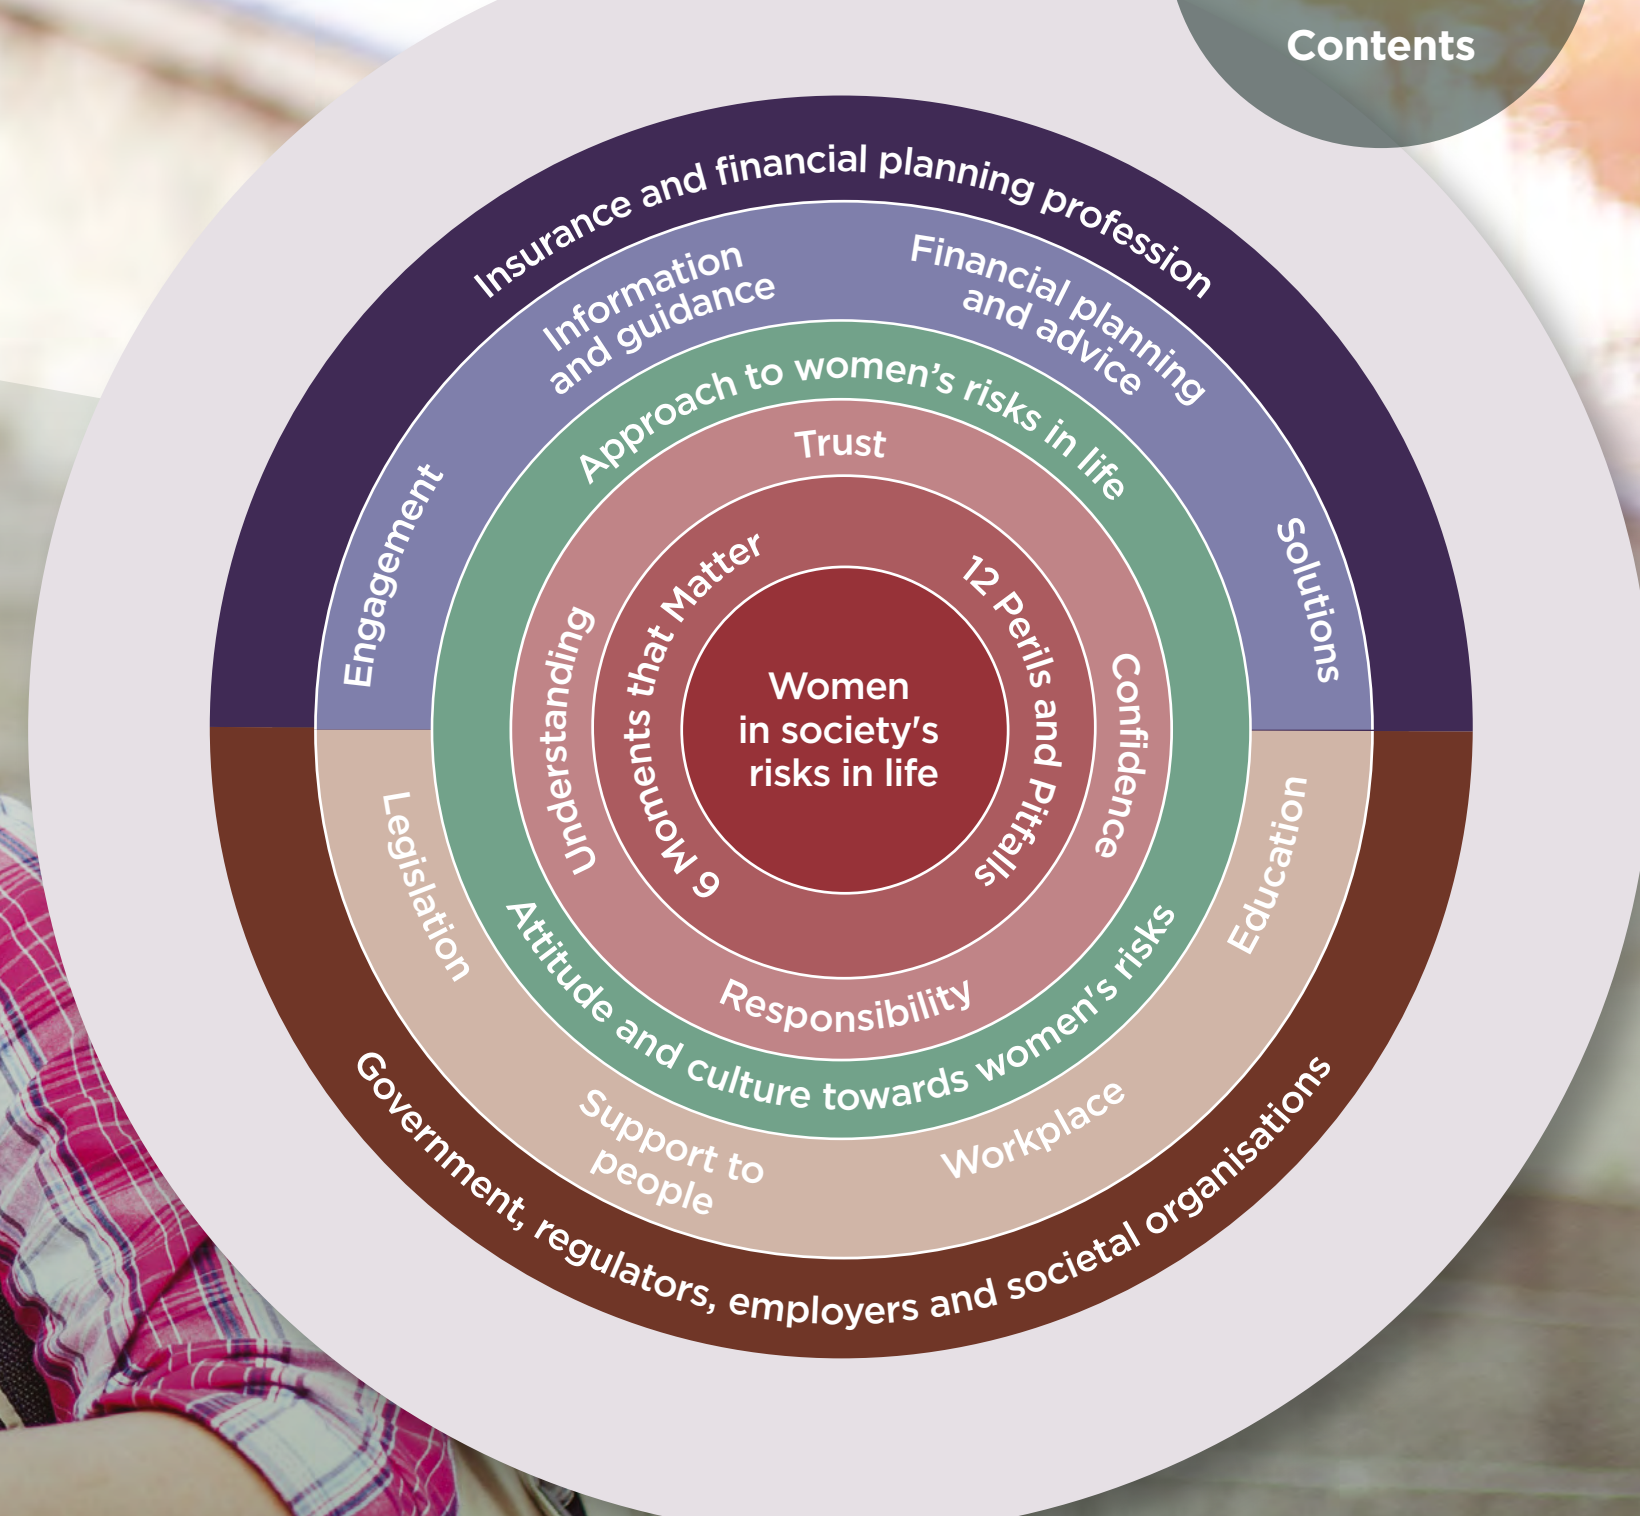 Contents
Insurance and financial planning profession
Engagement
Information
and guidance
Financial planning
and advice
Solutions
Approach to women’s risks in life
Trust
Understanding
Confidence
Responsibility
9 Moments that Matter
12 Perils and Pitfalls
Women
in society's
risks in life
Attitude and culture towards women's risks
Legislation
Support to
people
Workplace
Education
Government, regulators, employers and societal organisations